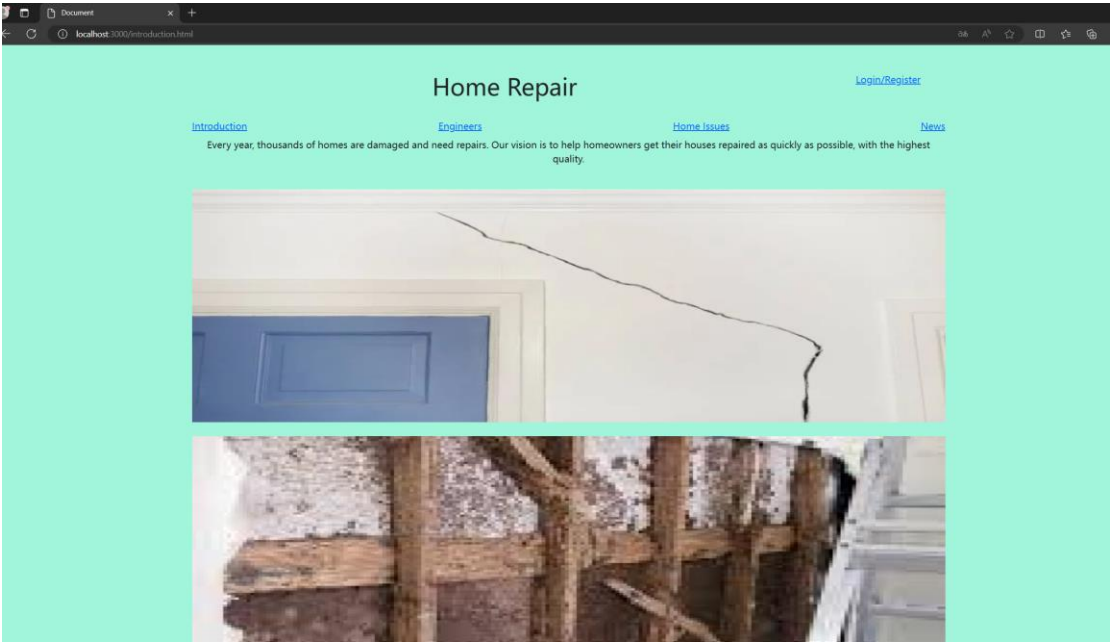 Document
localhost:3000/introduction.html
Home Repair
Login/Register
Introduction
Engineers
Home Issues
News
Every year, thousands of homes are damaged and need repairs. Our vision is to help homeowners get their houses repaired as quickly as possible, with the highest
quality.